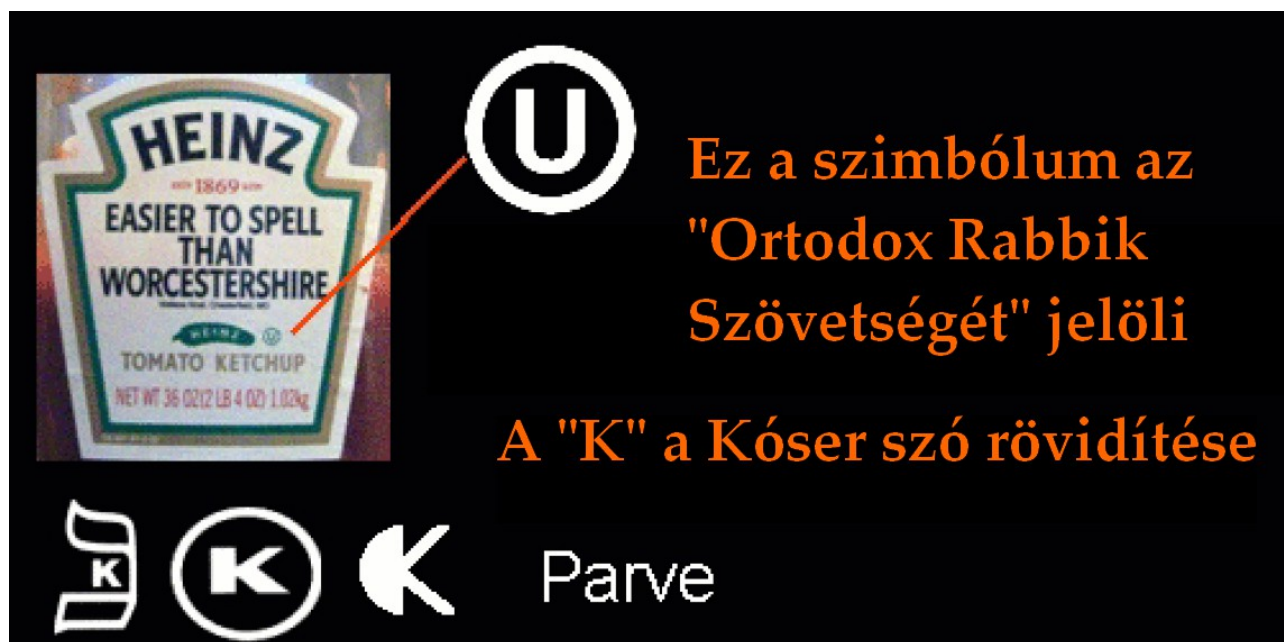 HEINZ
ESTD 1869
EASIER TO SPELL
THAN
WORCESTERSHIRE
HEINZ U
TOMATO KETCHUP
NET WT 36 OZ (2 LB 4 OZ) 1.02kg
U
Ez a szimbólum az
"Ortodox Rabbik
Szövetségét" jelöli
A "K" a Kóser szó rövidítése
K K K Parve